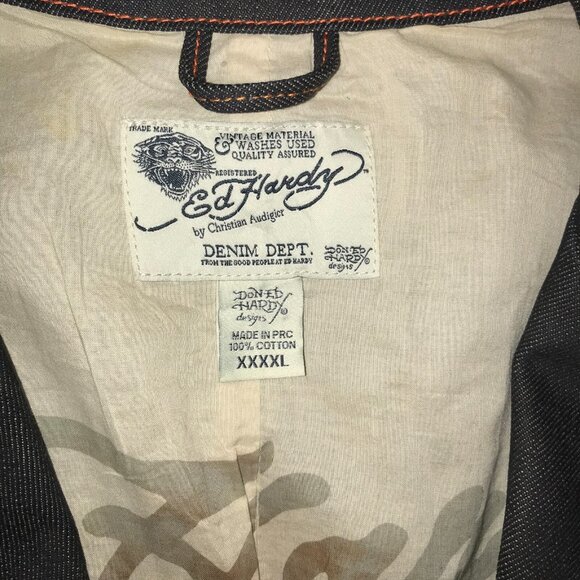 TRADE MARK
& VINTAGE MATERIAL
WASHES USED
QUALITY ASSURED
REGISTERED
Ed Hardy™
by Christian Audigier
DENIM DEPT.
FROM THE GOOD PEOPLE AT ED HARDY
DON ED
HARDY®
designs
DON ED
HARDY®
designs
MADE IN PRC
100% COTTON
XXXXL